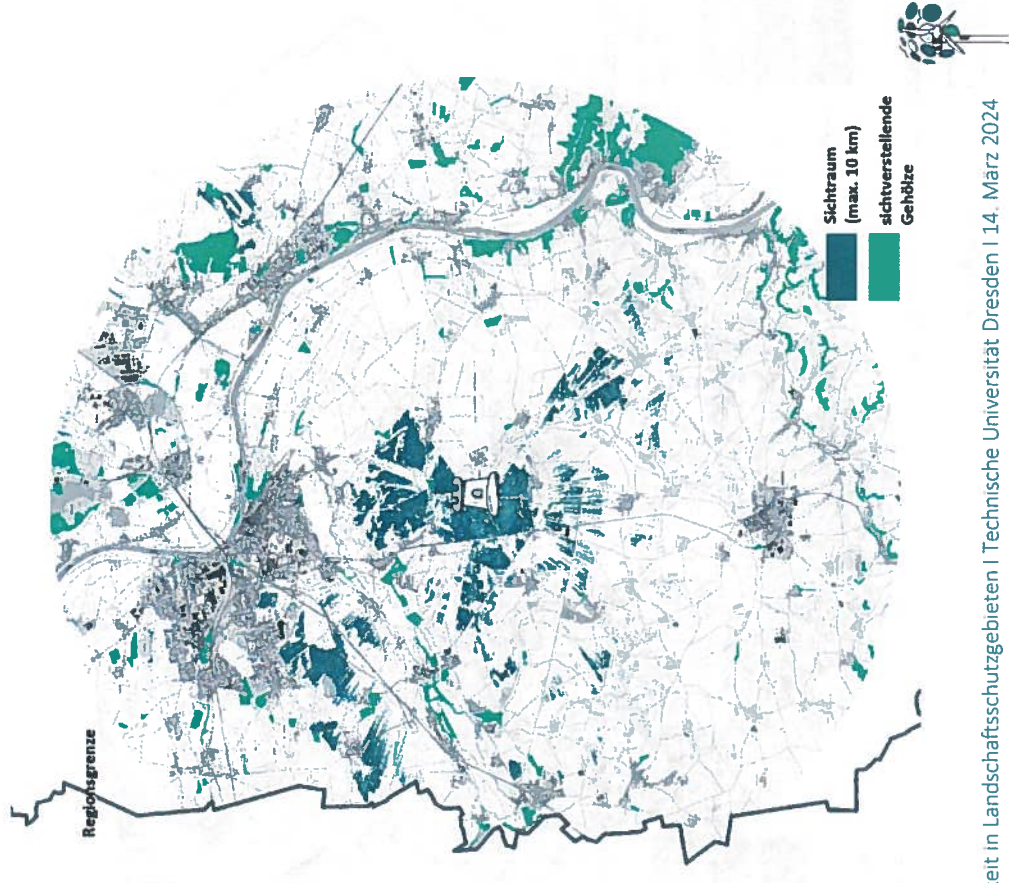 Regionsgrenze
Sichtraum
(max. 10 km)
sichtverstellende
Gehölze
eit in Landschaftsschutzgebieten I Technische Universität Dresden I 14. März 2024